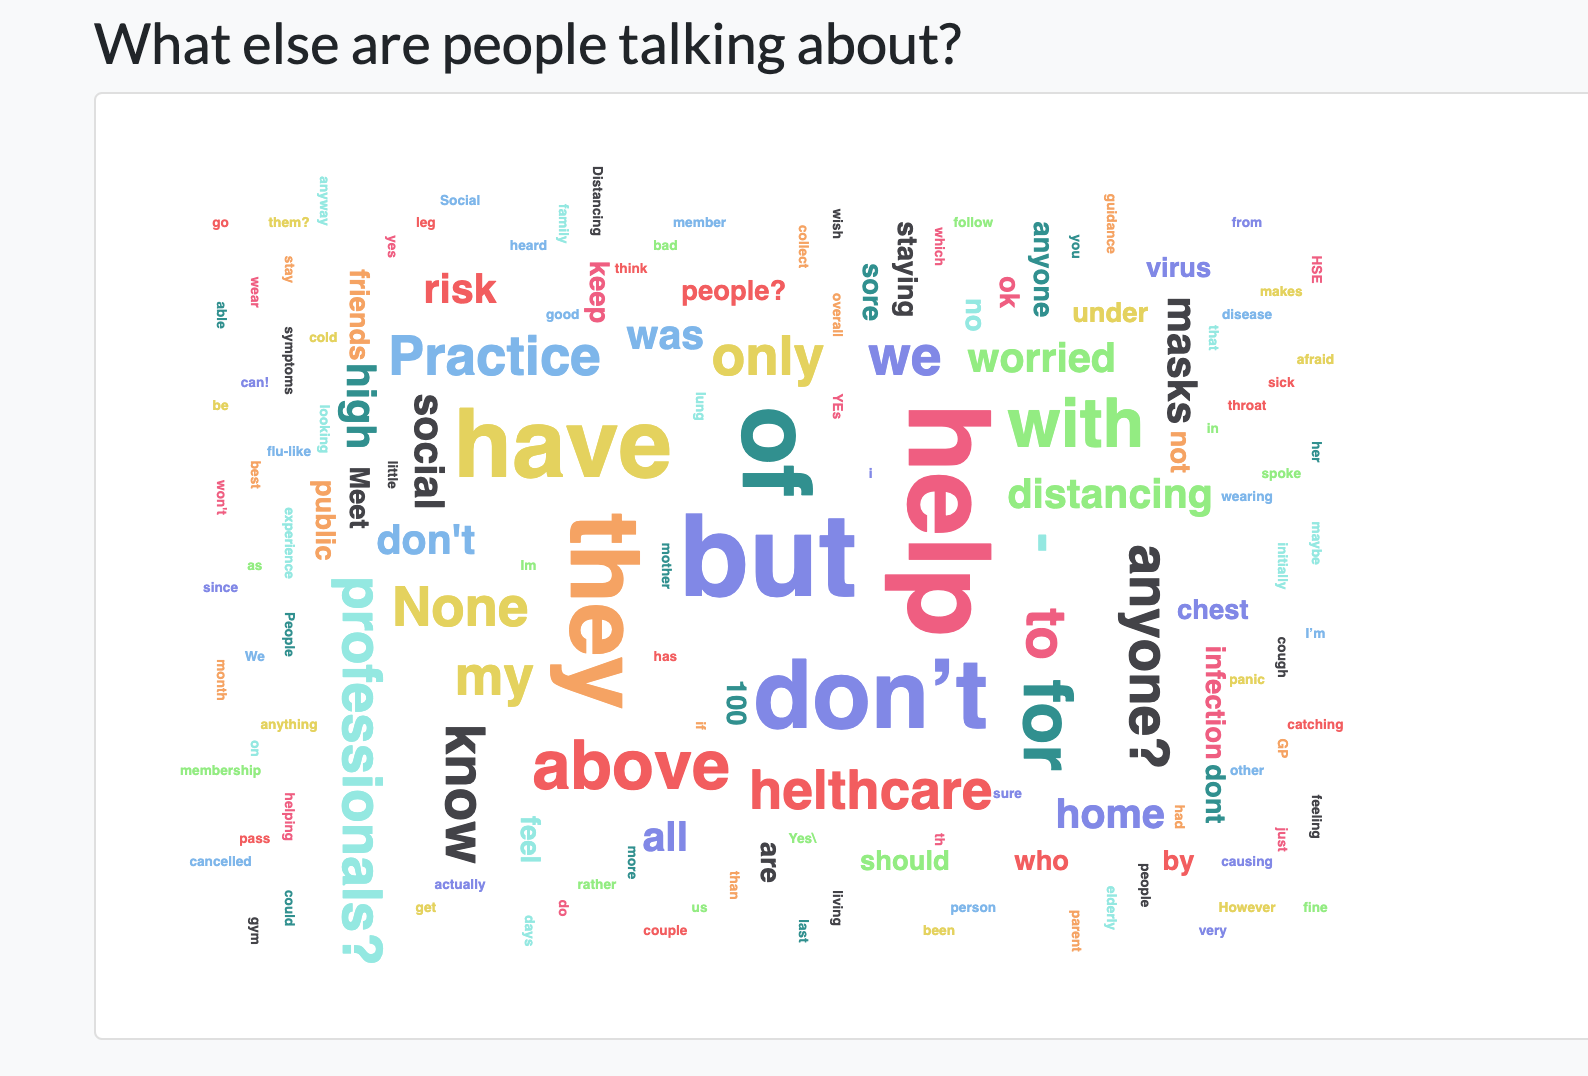 What else are people talking about?
Distancing
anyway
Social
family
guidance
go
them?
leg
member
wish
follow
from
yes
heard
bad
collect
staying
which
anyone
you
stay
think
virus
HSE
wear
friends
risk
keep
people?
sore
ok
makes
able
good
overall
no
under
disease
symptoms
cold
Practice
was
only
we
worried
masks
that
afraid
can!
high
sick
be
looking
social
have
lung
of
YEs
help
with
throat
in
flu-like
not
her
best
Meet
little
i
spoke
won't
public
distancing
wearing
experience
don't
they
mother
but
-
anyone?
initially
maybe
as
Im
since
professionals?
None
to
chest
People
I'm
We
my
has
cough
month
100
don’t
for
infection
panic
anything
know
if
catching
on
above
GP
membership
helthcare
dont
other
helping
sure
home
had
feeling
pass
feel
all
Yes\
th
just
cancelled
more
are
should
who
by
causing
actually
rather
than
people
could
get
do
us
living
person
elderly
However
fine
gym
days
couple
last
been
parent
very